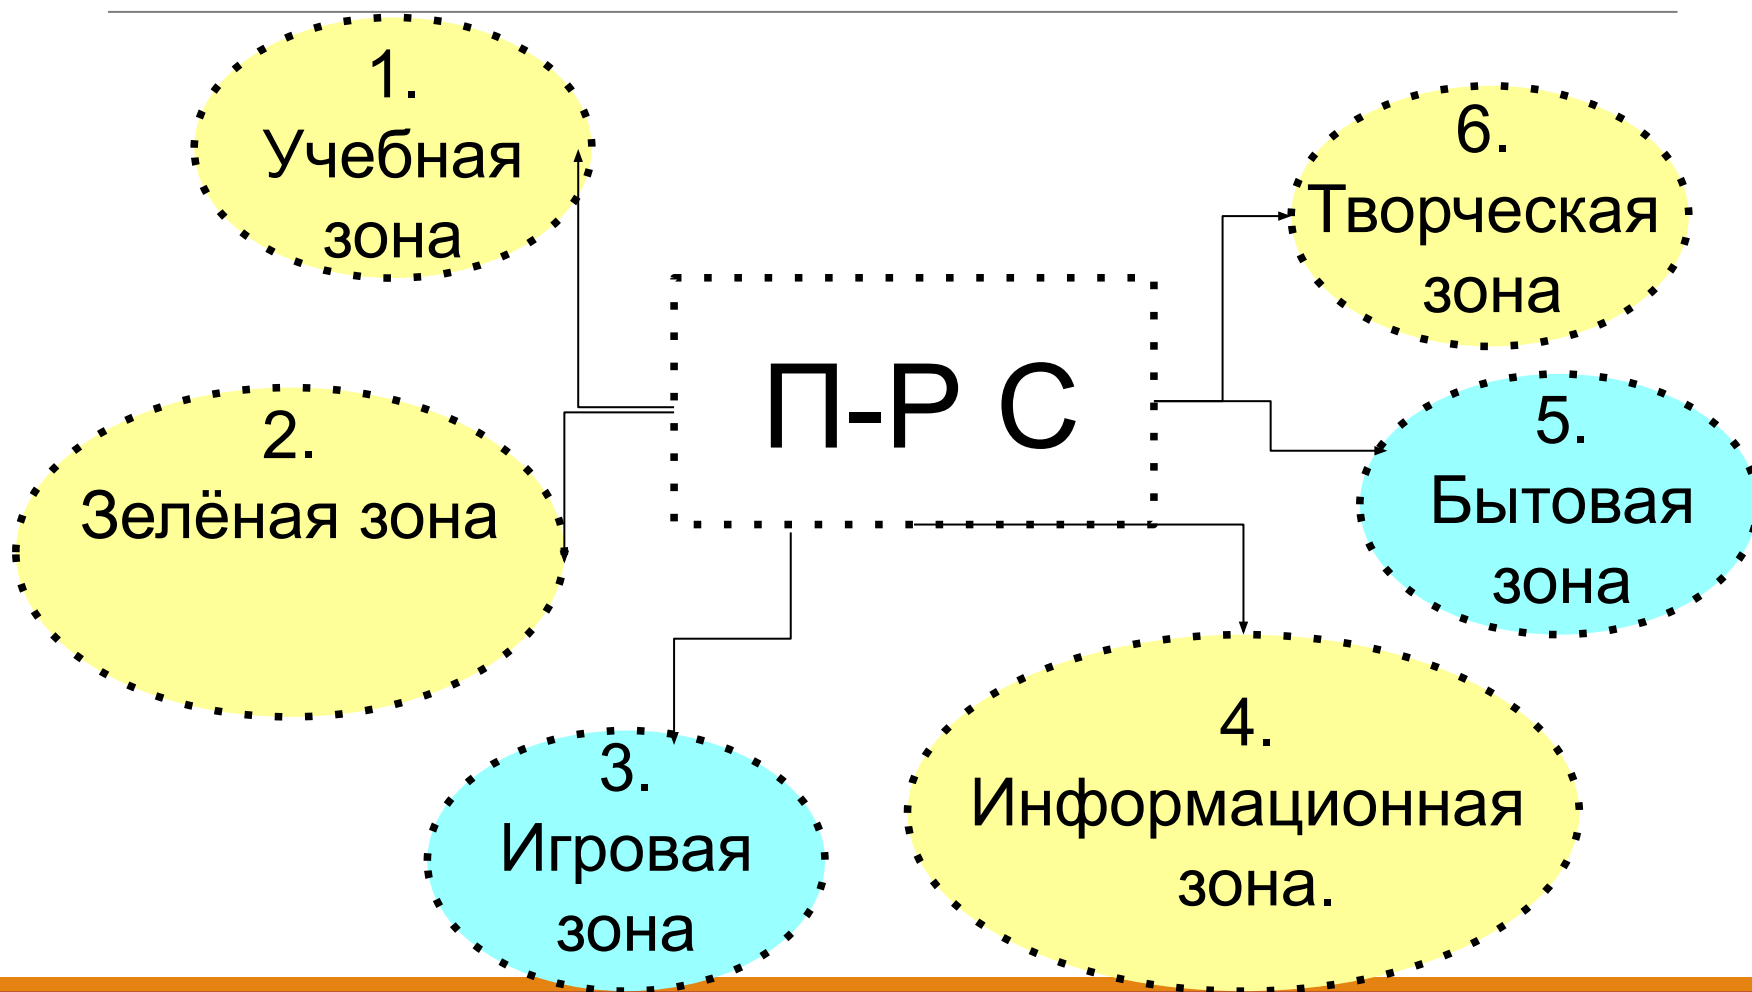 1.
Учебная
зона
6.
Творческая
зона
П-Р С
2.
Зелёная зона
5.
Бытовая
зона
3.
Игровая
зона
4.
Информационная
зона.